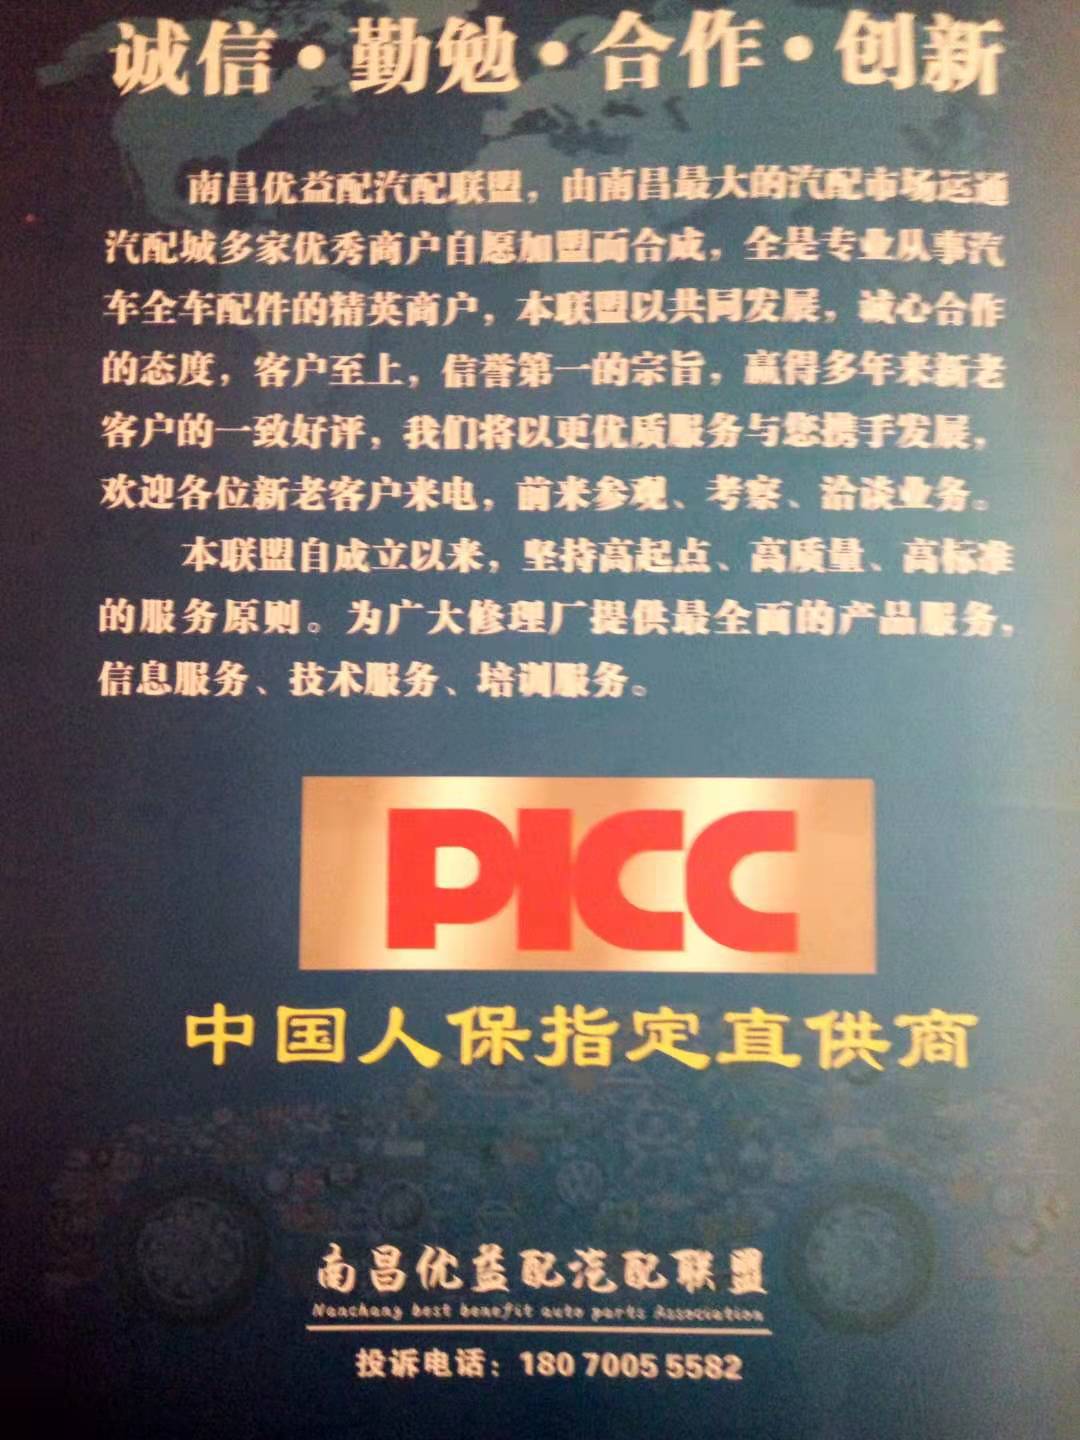 诚信·勤勉·合作·创新
南昌优益配汽配联盟，由南昌最大的汽配市场运通
汽配城多家优秀商户自愿加盟而合成，全是专业从事汽
车全车配件的精英商户，本联盟以共同发展，诚心合作
的态度，客户至上，信誉第一的宗旨，赢得多年来新老
客户的一致好评，我们将以更优质服务与您携手发展，
欢迎各位新老客户来电，前来参观、考察、洽谈业务。
本联盟自成立以来，坚持高起点、高质量、高标准
的服务原则。为广大修理厂提供最全面的产品服务，
信息服务、技术服务、培训服务。
PICC
中国人保指定直供商
南昌优益配汽配联盟
Nanchang best benefit auto parts Association
投诉电话：180 7005 5582